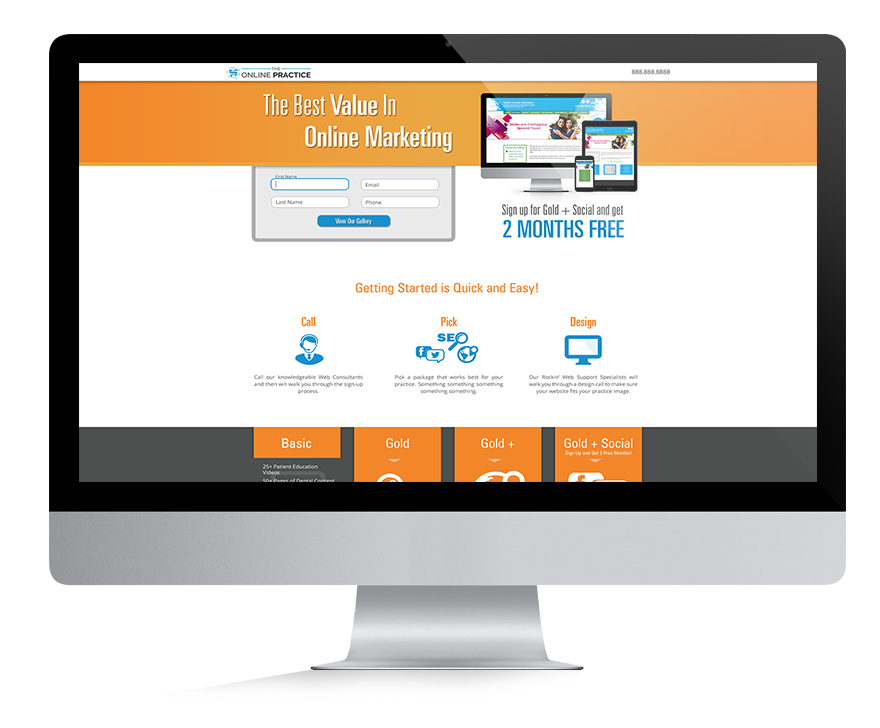 THE
ONLINE PRACTICE
888.888.8888
The Best Value In
Online Marketing
First Name
Email
Last Name
Phone
View Our Gallery
Sign up for Gold + Social and get
2 MONTHS FREE
Getting Started is Quick and Easy!
Call
Pick
Design
SEO
Call our knowledgeable Web Consultants
and then will walk you through the sign-up
process.
Pick a package that works best for your
practice. Something something something
something something.
Our Rockin' Web Support Specialists will
walk you through a design call to make sure
your website fits your practice image.
Basic
Gold
Gold +
Gold + Social
Sign Up and Get 2 Free Months!
25+ Patient Education
Videos
50+ Pages of Dental Content